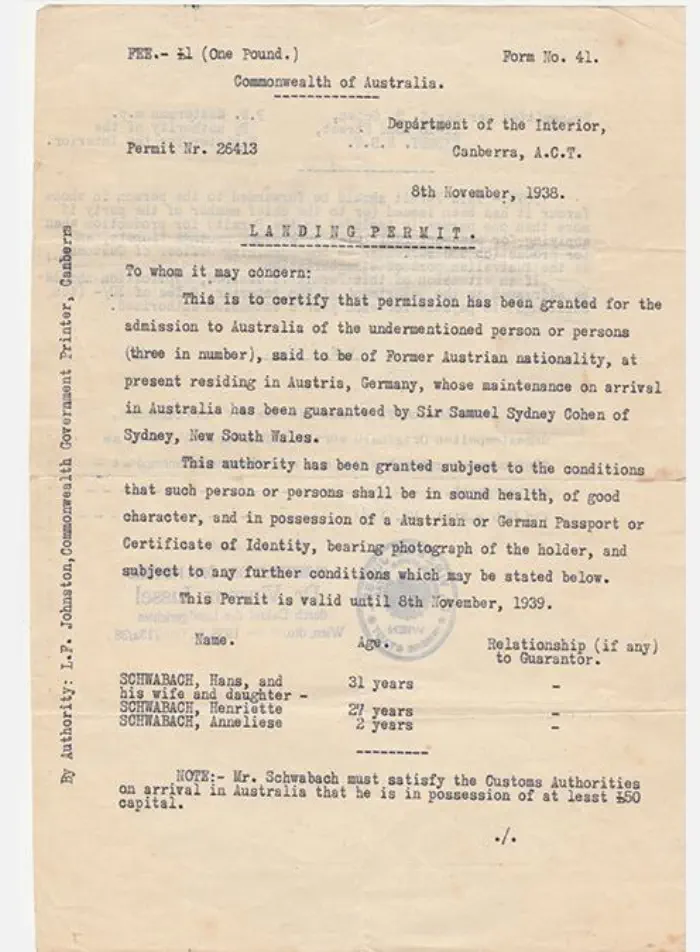 FEE.- £1 (One Pound.) Form No. 41.
Commonwealth of Australia.
Department of the Interior,
Permit Nr. 26413 Canberra, A.C.T.
8th November, 1938.
LANDING PERMIT.
To whom it may concern:
This is to certify that permission has been granted for the
admission to Australia of the undermentioned person or persons
(three in number), said to be of Former Austrian nationality, at
present residing in Austris, Germany, whose maintenance on arrival
in Australia has been guaranteed by Sir Samuel Sydney Cohen of
Sydney, New South Wales.
This authority has been granted subject to the conditions
that such person or persons shall be in sound health, of good
character, and in possession of a Austrian or German Passport or
Certificate of Identity, bearing photograph of the holder, and
subject to any further conditions which may be stated below.
This Permit is valid until 8th November, 1939.
Name. Age. Relationship (if any)
to Guarantor.
SCHWABACH, Hans, and 31 years -
his wife and daughter -
SCHWABACH, Henriette 27 years -
SCHWABACH, Anneliese 2 years -
NOTE:- Mr. Schwabach must satisfy the Customs Authorities
on arrival in Australia that he is in possession of at least £50
capital.
./.
By Authority: L.F. Johnston, Commonwealth Government Printer, Canberra